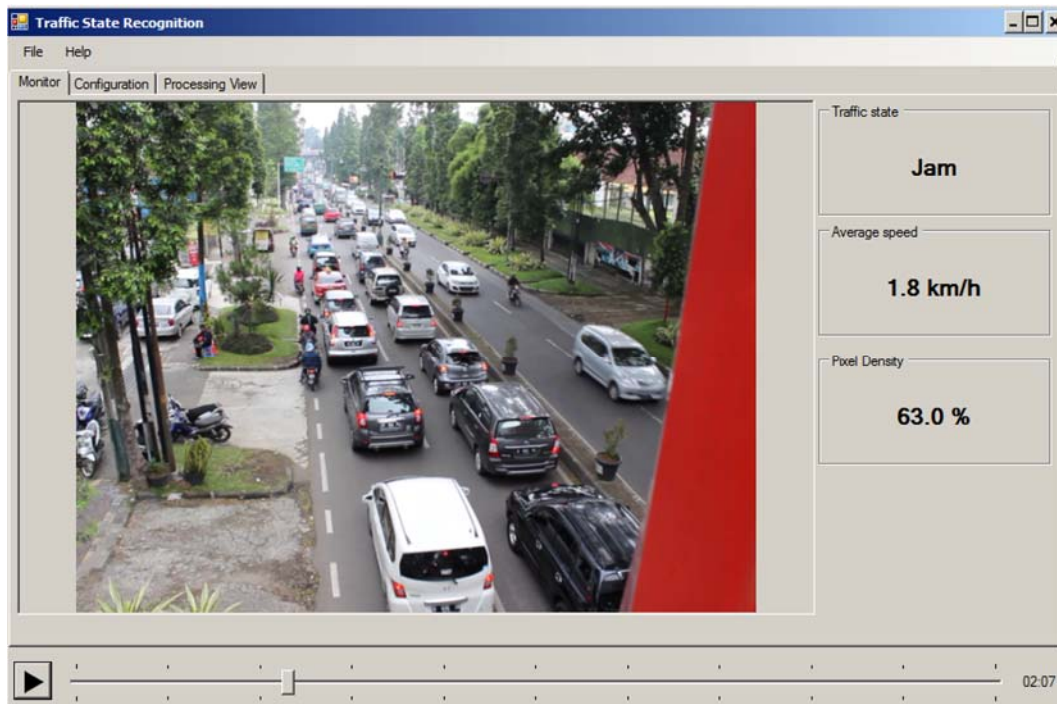 Traffic State Recognition
File Help
Monitor Configuration Processing View
Traffic state
Jam
Average speed
1.8 km/h
Pixel Density
63.0 %
02:07